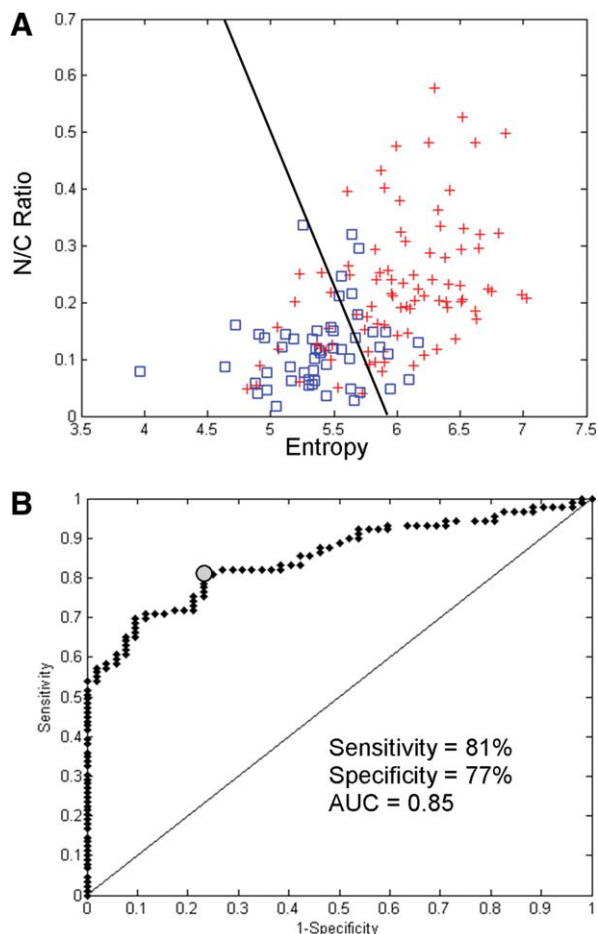 A
0.7
0.6
0.5
0.4
0.3
0.2
0.1
0
N/C Ratio
3.5 4 4.5 5 5.5 6 6.5 7 7.5
Entropy
B
1
0.9
0.8
0.7
0.6
0.5
0.4
0.3
0.2
0.1
0
Sensitivity
Sensitivity = 81%
Specificity = 77%
AUC = 0.85
0 0.1 0.2 0.3 0.4 0.5 0.6 0.7 0.8 0.9 1
1-Specificity